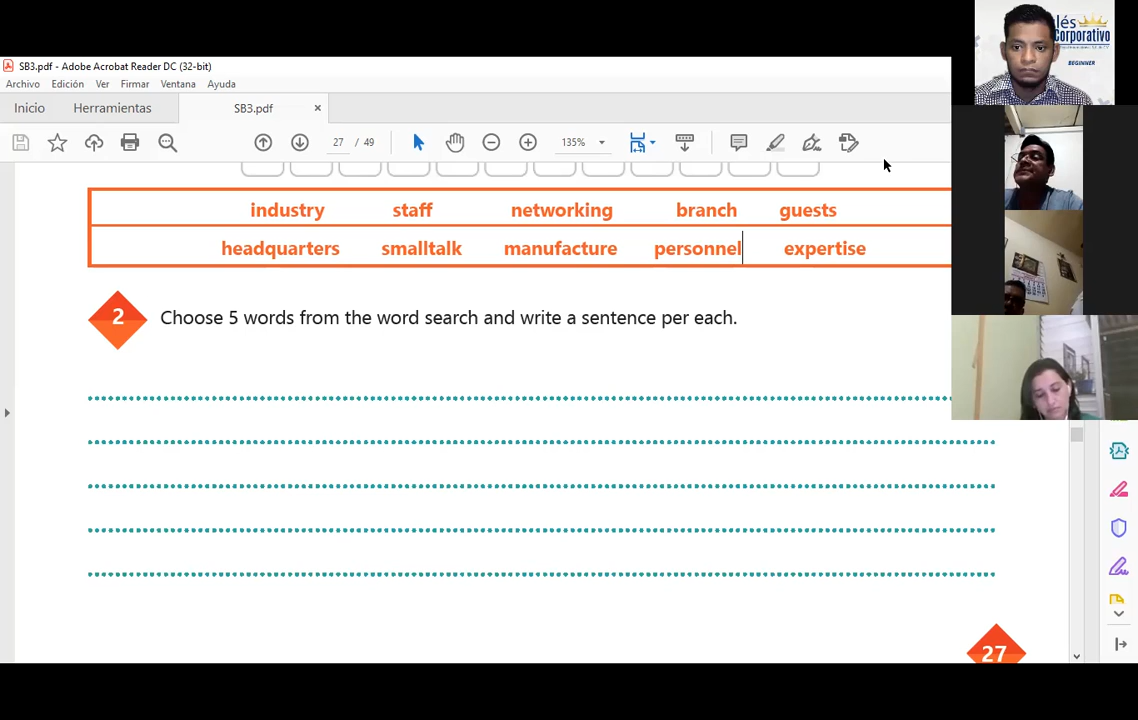 SB3.pdf - Adobe Acrobat Reader DC (32-bit)
Archivo Edición Ver Firmar Ventana Ayuda
Inicio Herramientas SB3.pdf ×
27 / 49 135%
industry staff networking branch guests
headquarters smalltalk manufacture personnel expertise
2 Choose 5 words from the word search and write a sentence per each.
27
lés
Corporativo
BEGINNER